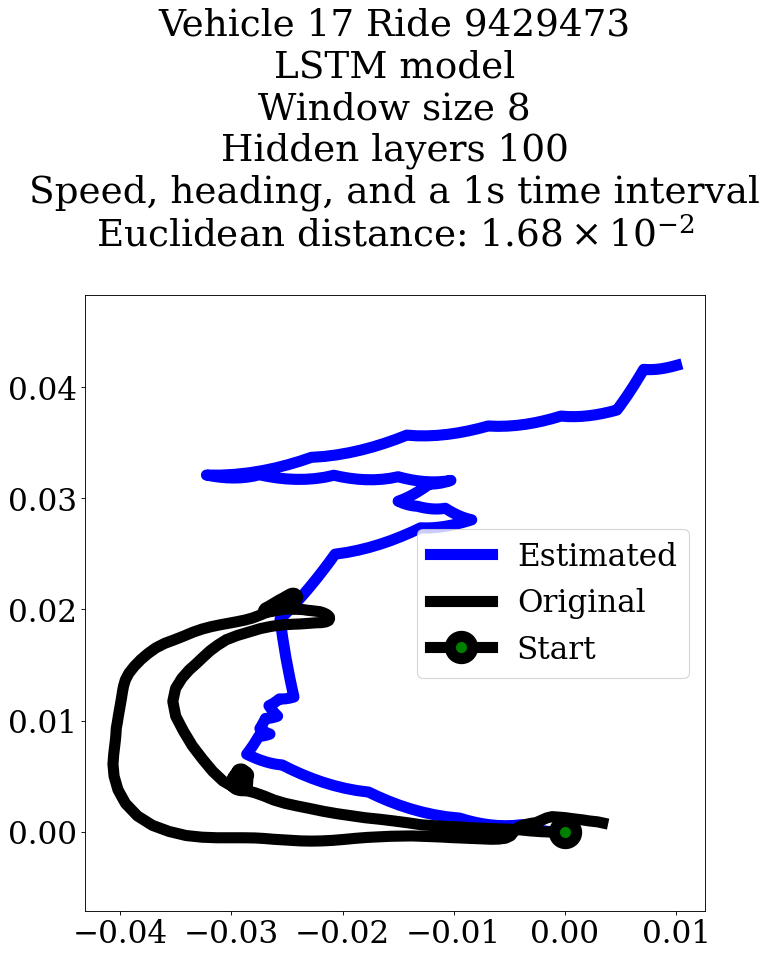 Vehicle 17 Ride 9429473
LSTM model
Window size 8
Hidden layers 100
Speed, heading, and a 1s time interval
Euclidean distance: 1.68 × 10⁻²
0.04
0.03
0.02
0.01
0.00
Estimated
Original
Start
−0.04 −0.03 −0.02 −0.01 0.00 0.01